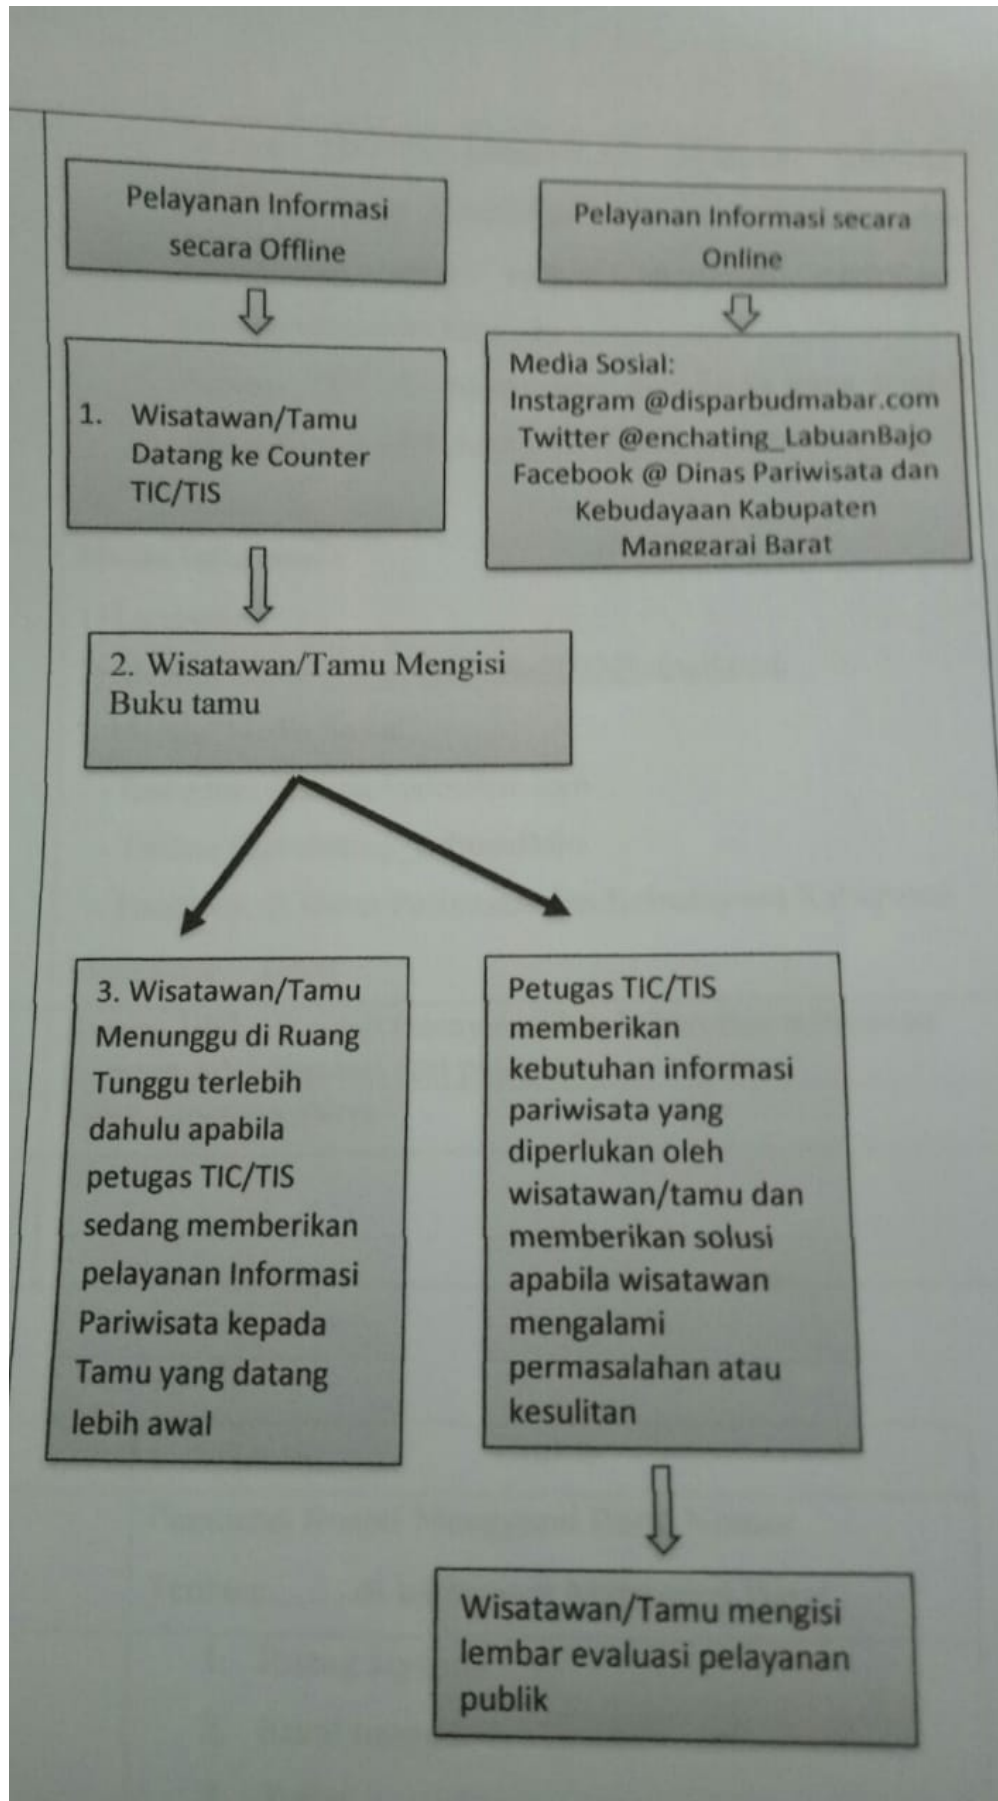 Pelayanan Informasi
secara Offline
Pelayanan Informasi secara
Online
1. Wisatawan/Tamu
Datang ke Counter
TIC/TIS
Media Sosial:
Instagram @disparbudmabar.com
Twitter @enchating_LabuanBajo
Facebook @ Dinas Pariwisata dan
Kebudayaan Kabupaten
Manggarai Barat
2. Wisatawan/Tamu Mengisi
Buku tamu
3. Wisatawan/Tamu
Menunggu di Ruang
Tunggu terlebih
dahulu apabila
petugas TIC/TIS
sedang memberikan
pelayanan Informasi
Pariwisata kepada
Tamu yang datang
lebih awal
Petugas TIC/TIS
memberikan
kebutuhan informasi
pariwisata yang
diperlukan oleh
wisatawan/tamu dan
memberikan solusi
apabila wisatawan
mengalami
permasalahan atau
kesulitan
Wisatawan/Tamu mengisi
lembar evaluasi pelayanan
publik